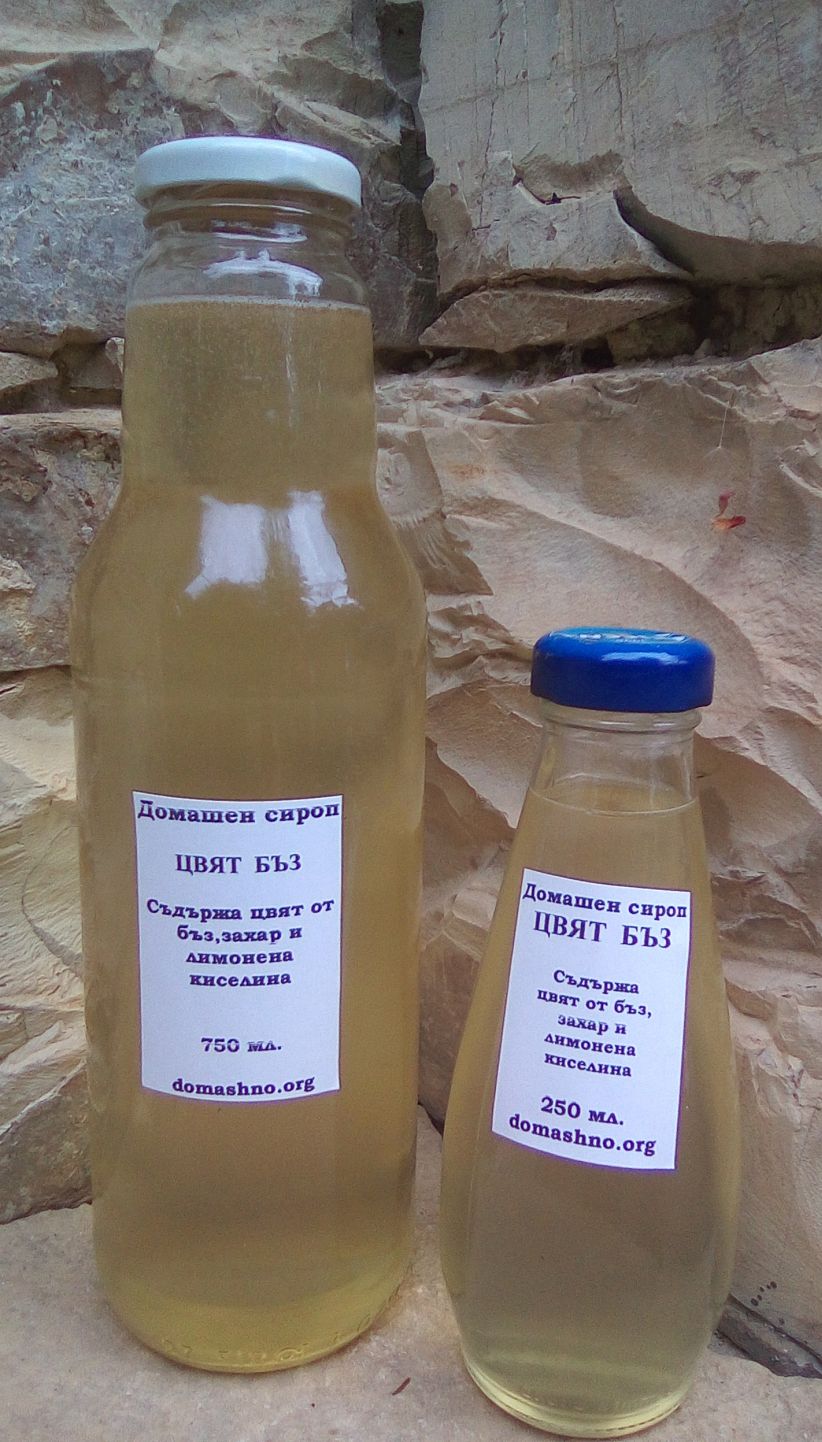 Домашен сироп
ЦВЯТ БЪЗ
Съдържа цвят от
бъз,захар и
лимонена
киселина
750 мл.
domashno.org
Домашен сироп
ЦВЯТ БЪЗ
Съдържа
цвят от бъз,
захар и
лимонена
киселина
250 мл.
domashno.org